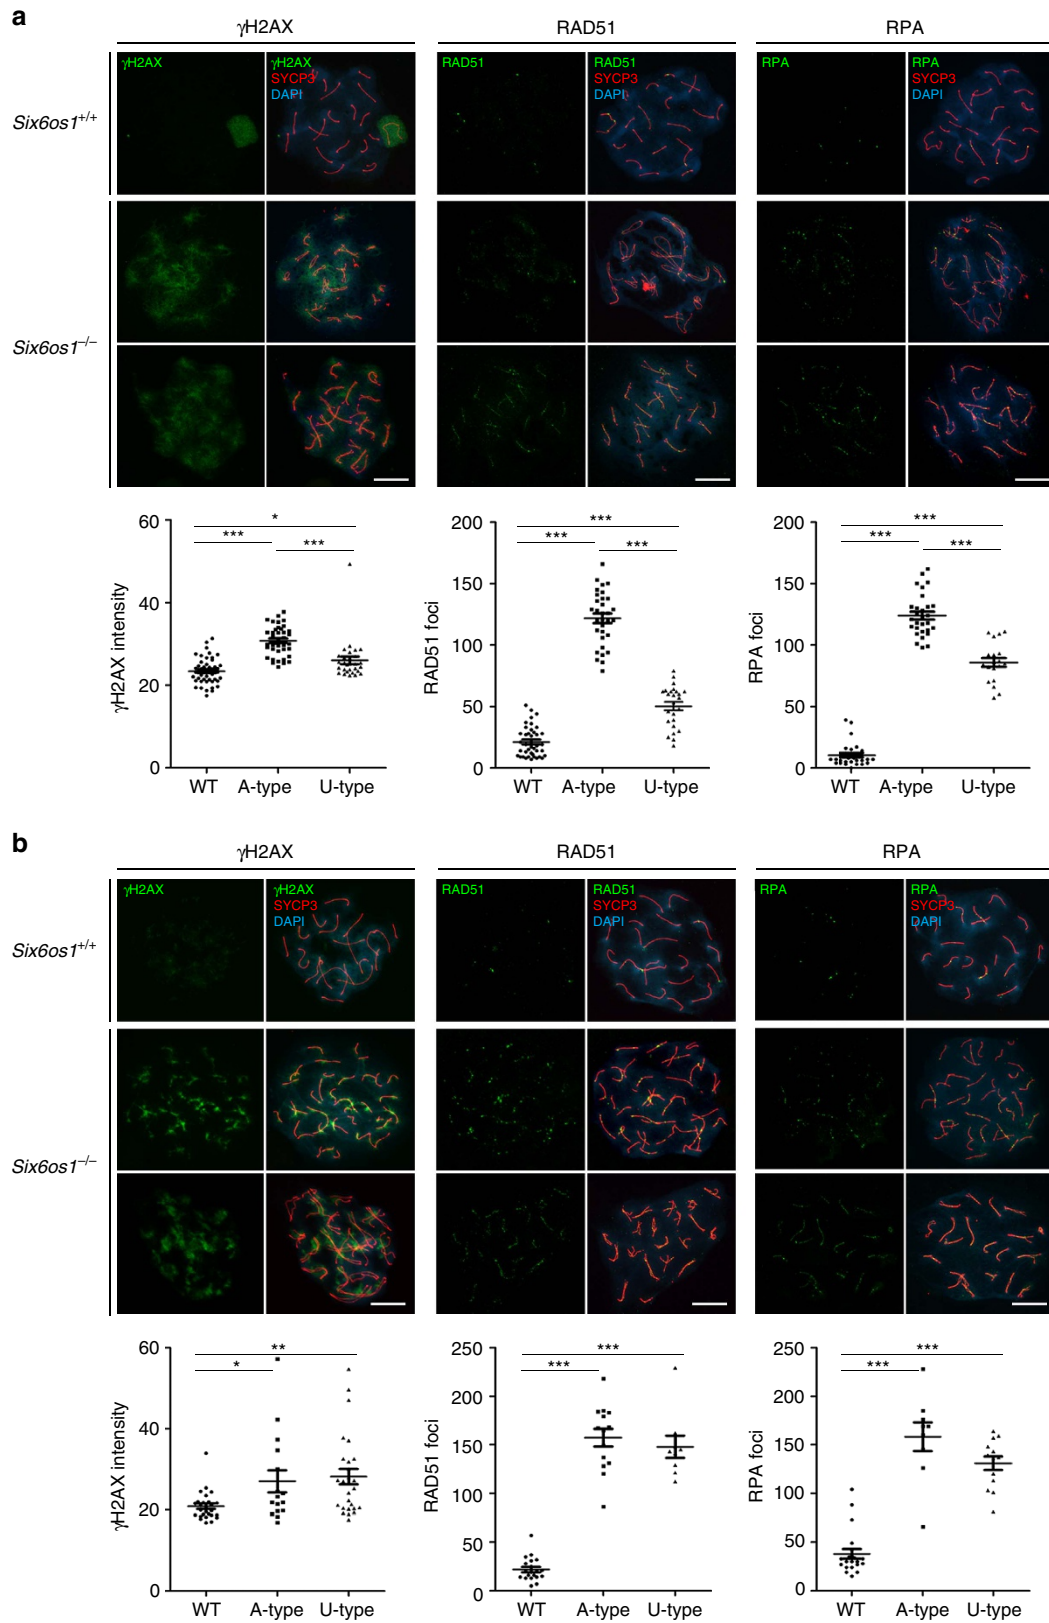 a
γH2AX
RAD51
RPA
γH2AX
γH2AX
SYCP3
DAPI
RAD51
RAD51
SYCP3
DAPI
RPA
RPA
SYCP3
DAPI
Six6os1+/+
Six6os1−/−
60
40
20
0
γH2AX intensity
*
***
***
WT
A-type
U-type
200
150
100
50
0
RAD51 foci
***
***
***
WT
A-type
U-type
200
150
100
50
0
RPA foci
***
***
***
WT
A-type
U-type
b
γH2AX
RAD51
RPA
γH2AX
γH2AX
SYCP3
DAPI
RAD51
RAD51
SYCP3
DAPI
RPA
RPA
SYCP3
DAPI
Six6os1+/+
Six6os1−/−
60
40
20
0
γH2AX intensity
**
*
WT
A-type
U-type
250
200
150
100
50
0
RAD51 foci
***
***
WT
A-type
U-type
250
200
150
100
50
0
RPA foci
***
***
WT
A-type
U-type